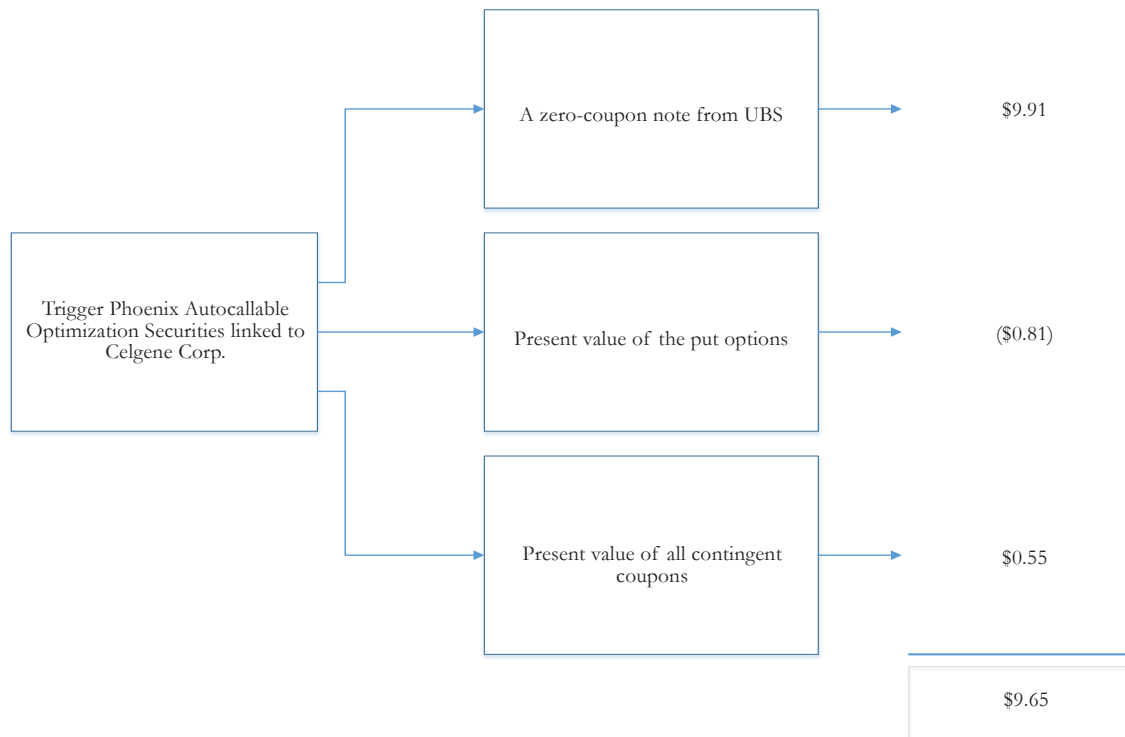 A zero-coupon note from UBS
$9.91
Trigger Phoenix Autocallable
Optimization Securities linked to
Celgene Corp.
Present value of the put options
($0.81)
Present value of all contingent
coupons
$0.55
$9.65